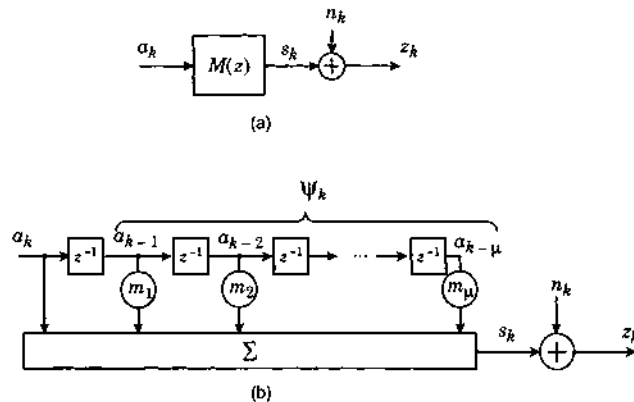 n_k
a_k M(z) s_k + z_k
(a)
Ψ_k
a_k z⁻¹ a_{k-1} z⁻¹ a_{k-2} z⁻¹ ... z⁻¹ a_{k-μ}
m_1 m_2 m_μ n_k
Σ s_k + z_k
(b)